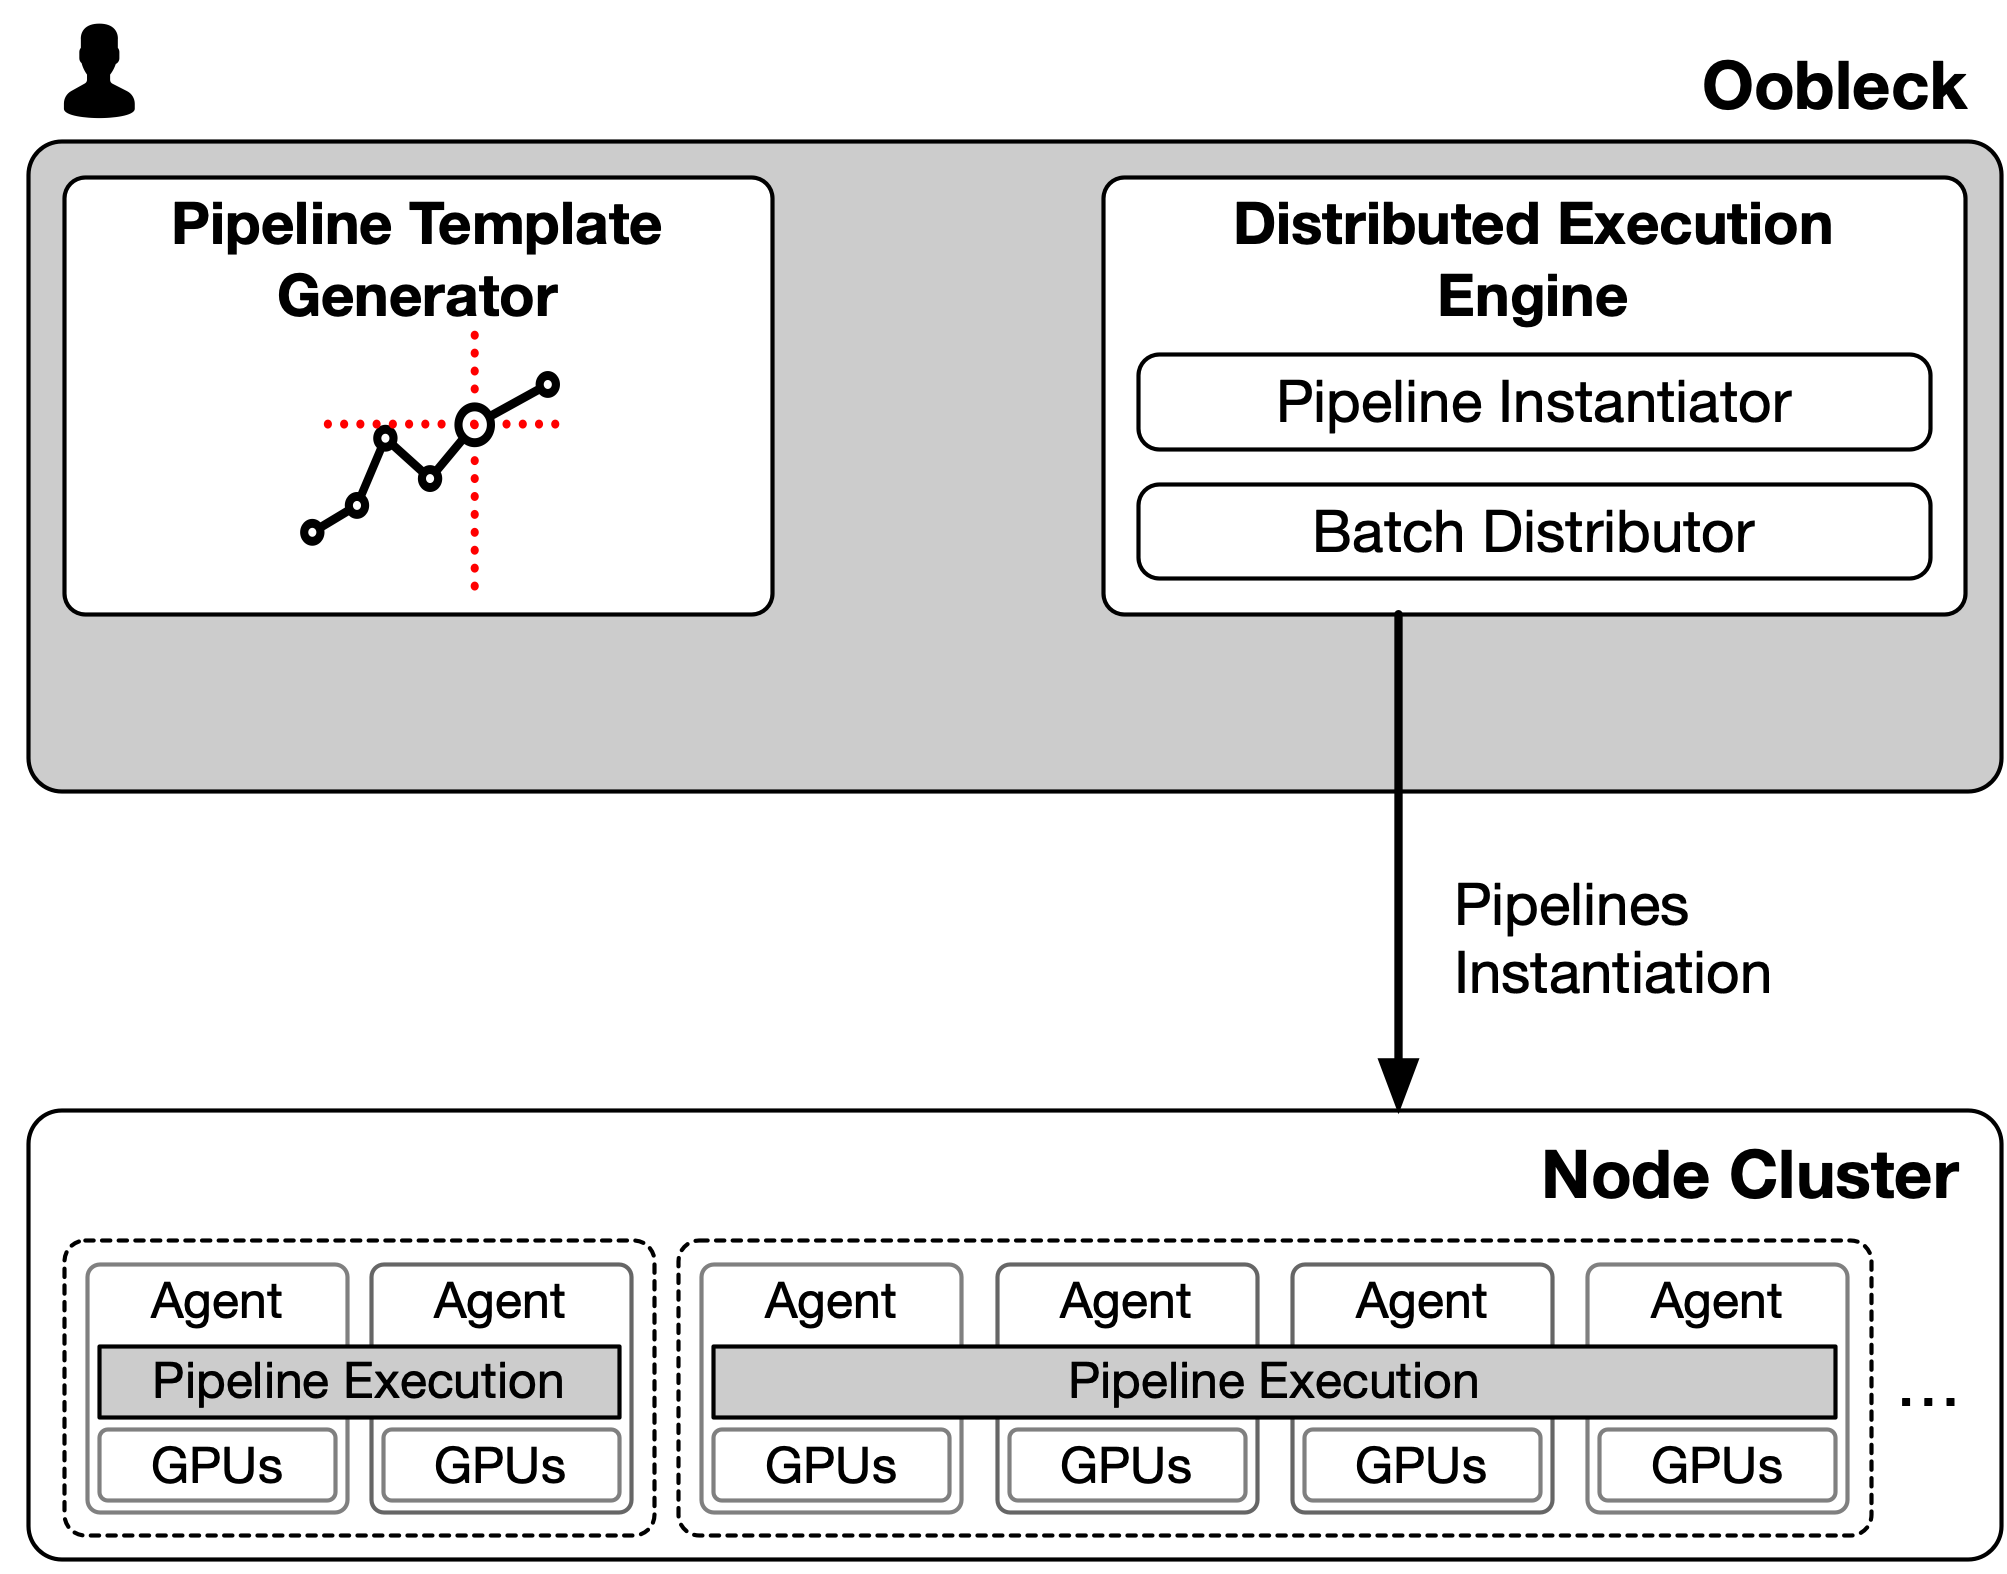 Oobleck
Pipeline Template
Generator
Distributed Execution
Engine
Pipeline Instantiator
Batch Distributor
Pipelines
Instantiation
Node Cluster
Agent
Agent
Pipeline Execution
GPUs
GPUs
Agent
Agent
Agent
Agent
Pipeline Execution
GPUs
GPUs
GPUs
GPUs
...